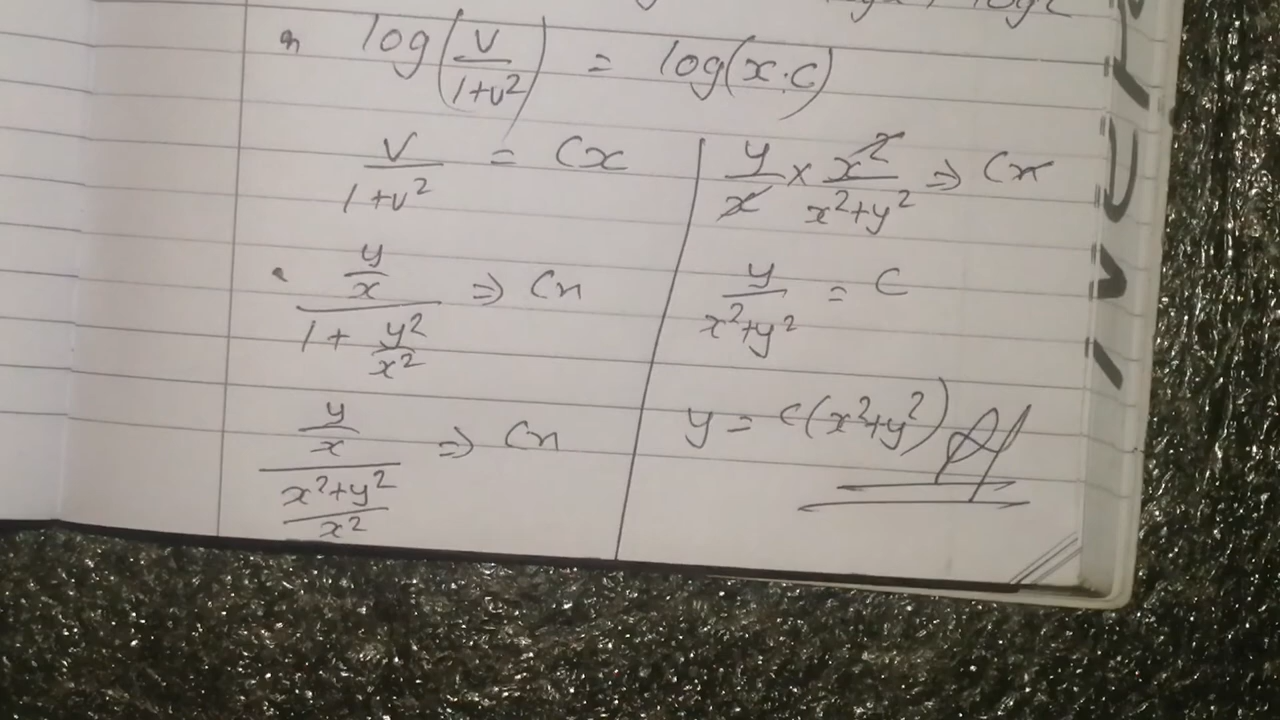 log(v/(1+v²)) = log(x.c)
v/(1+v²) = Cx
(y/x)/(1+y²/x²) ⇒ Cx
(y/x)/((x²+y²)/x²) ⇒ Cx
y/x × x²/(x²+y²) ⇒ Cx
y/(x²+y²) = C
y = c(x²+y²)